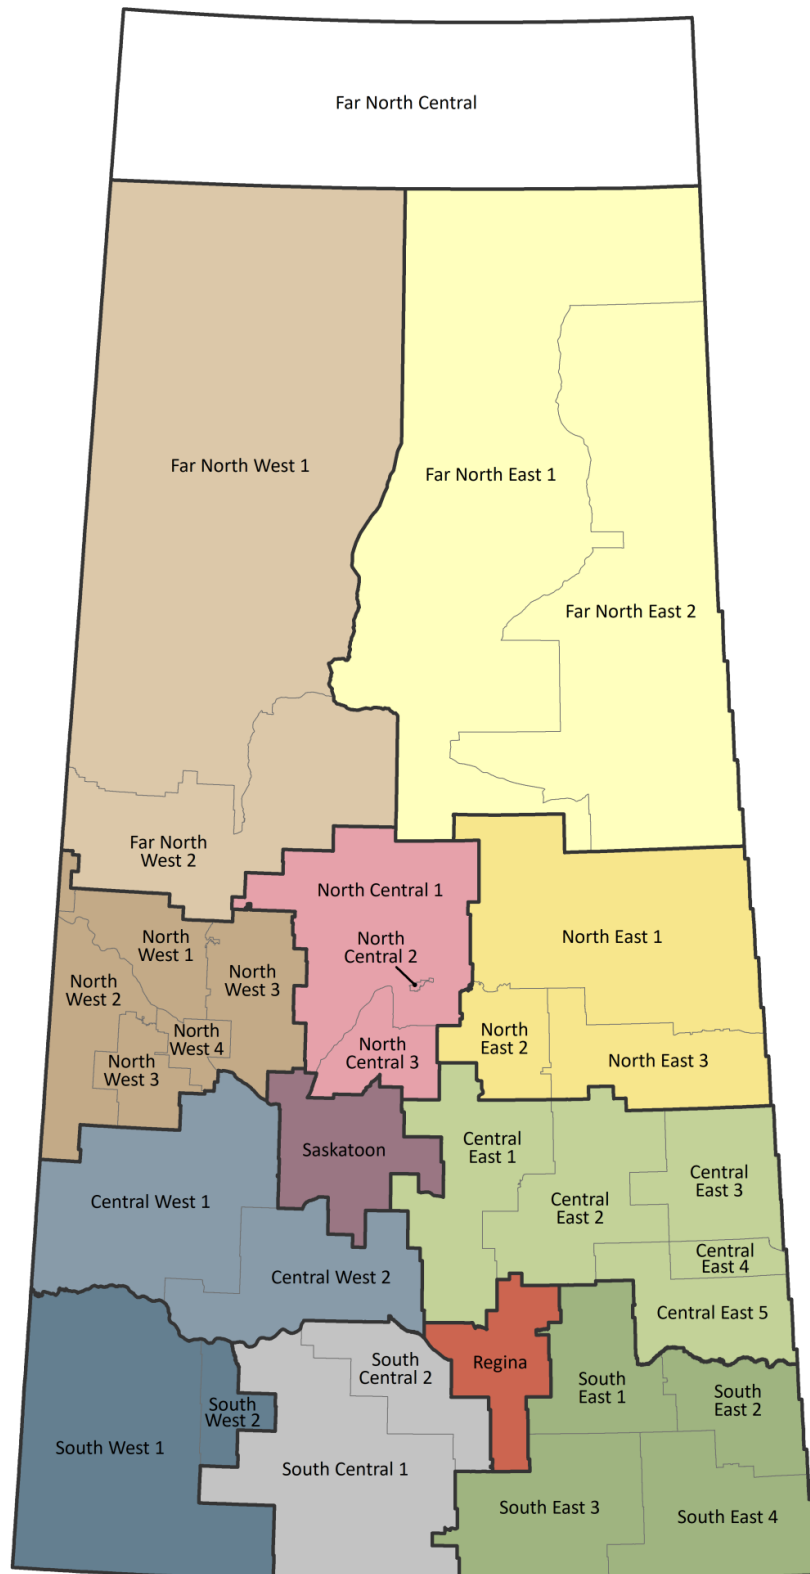 Far North Central
Far North West 1
Far North East 1
Far North East 2
Far North
West 2
North Central 1
North
West 1
North
Central 2
North East 1
North
West 2
North
West 3
North
West 4
North
East 2
North
Central 3
North East 3
North
West 3
Saskatoon
Central
East 1
Central
East 3
Central West 1
Central
East 2
Central
East 4
Central West 2
Central East 5
South
Central 2
Regina
South
East 1
South
East 2
South
West 2
South West 1
South Central 1
South East 3
South East 4